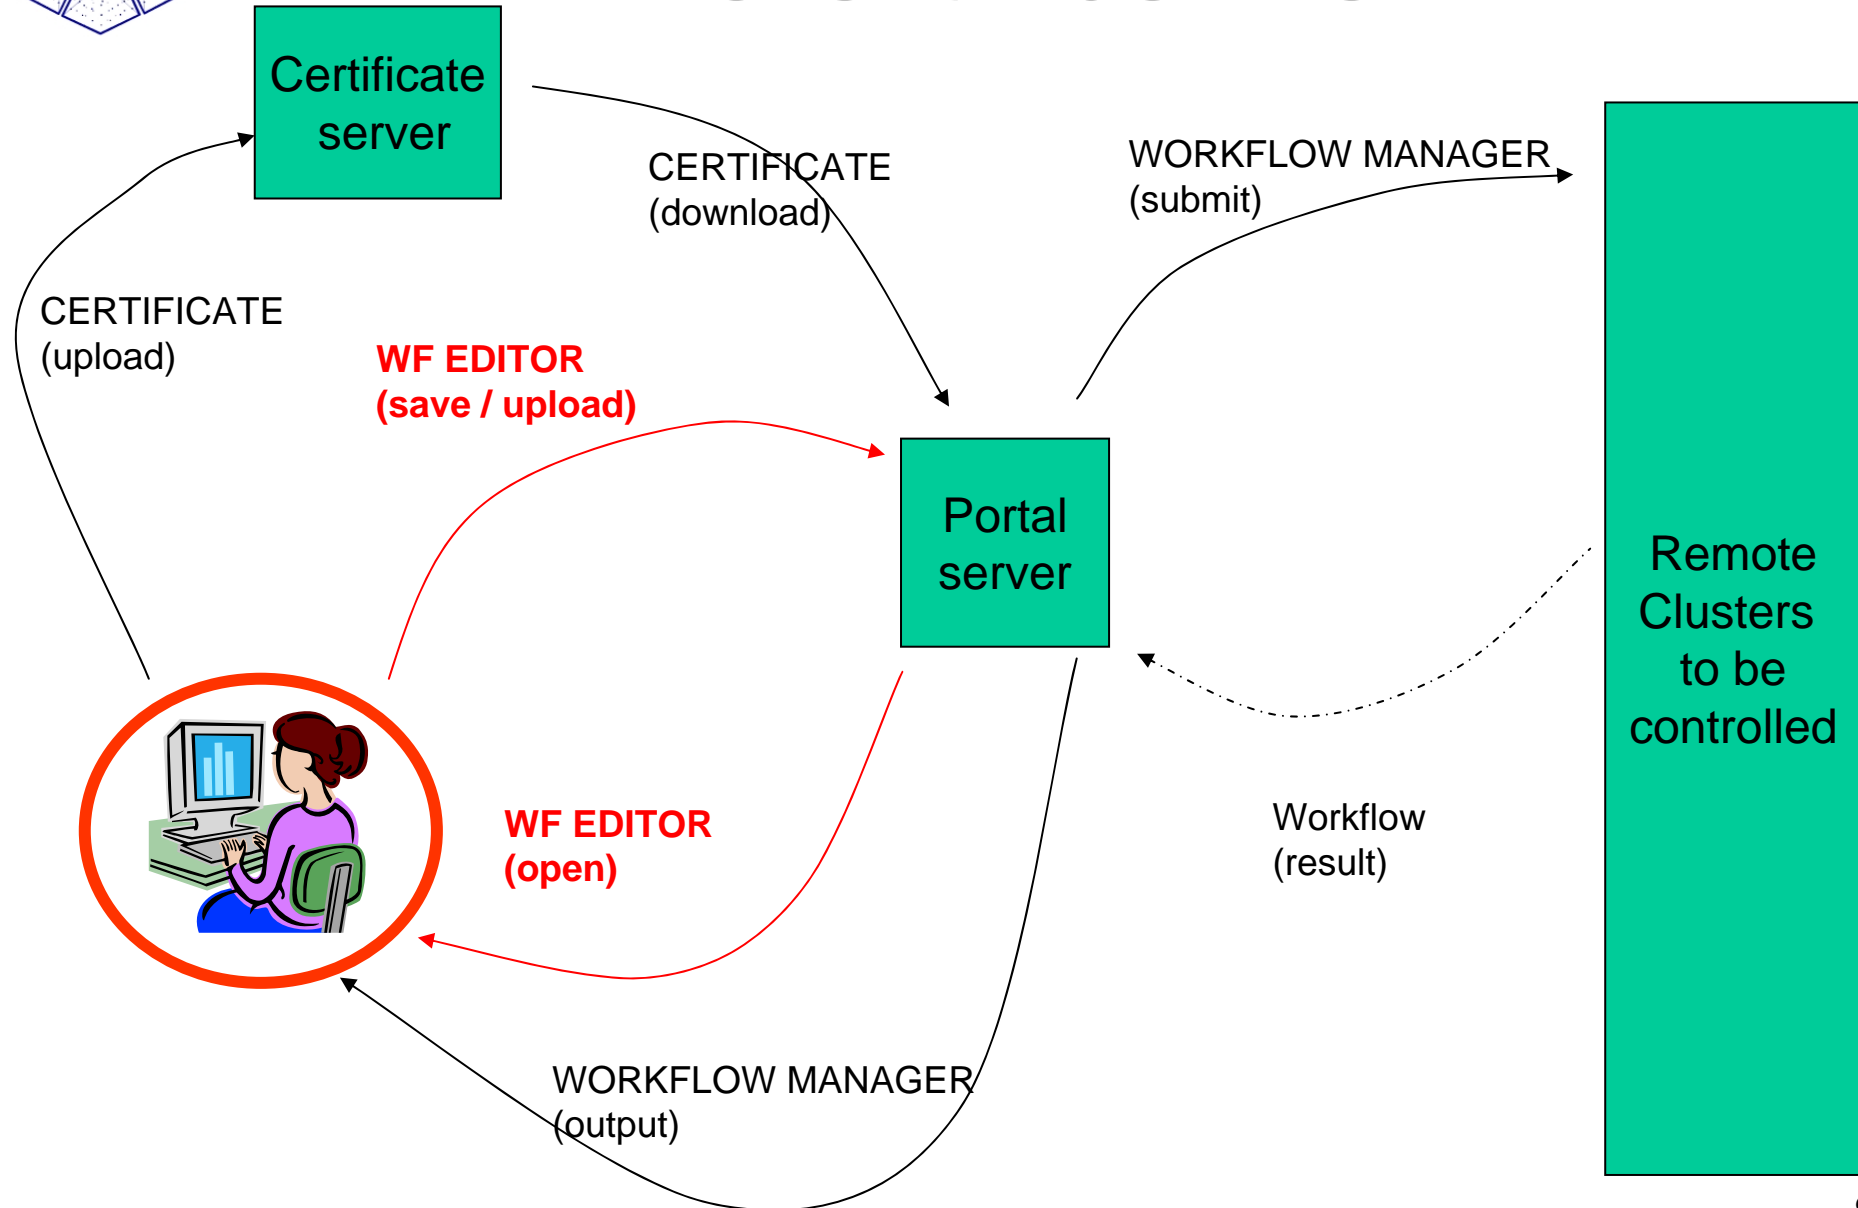 Certificate
server
CERTIFICATE
(download)
WORKFLOW MANAGER
(submit)
CERTIFICATE
(upload)
WF EDITOR
(save / upload)
Portal
server
Remote
Clusters
to be
controlled
WF EDITOR
(open)
Workflow
(result)
WORKFLOW MANAGER
(output)